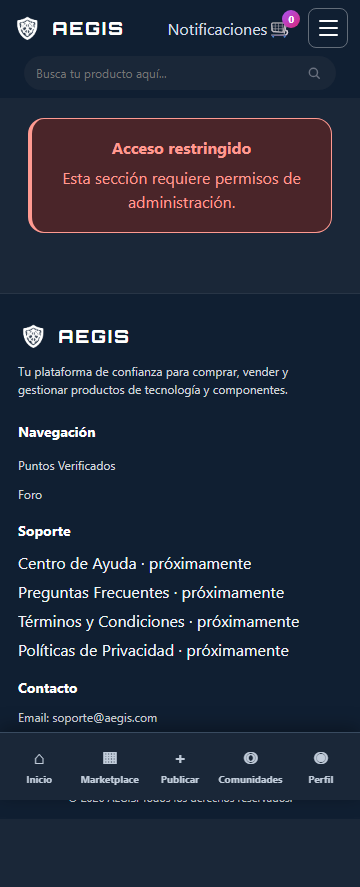 AEGIS
Notificaciones
0
Busca tu producto aquí...
Acceso restringido
Esta sección requiere permisos de
administración.
AEGIS
Tu plataforma de confianza para comprar, vender y
gestionar productos de tecnología y componentes.
Navegación
Puntos Verificados
Foro
Soporte
Centro de Ayuda · próximamente
Preguntas Frecuentes · próximamente
Términos y Condiciones · próximamente
Políticas de Privacidad · próximamente
Contacto
Email: soporte@aegis.com
Inicio
Marketplace
Publicar
Comunidades
Perfil